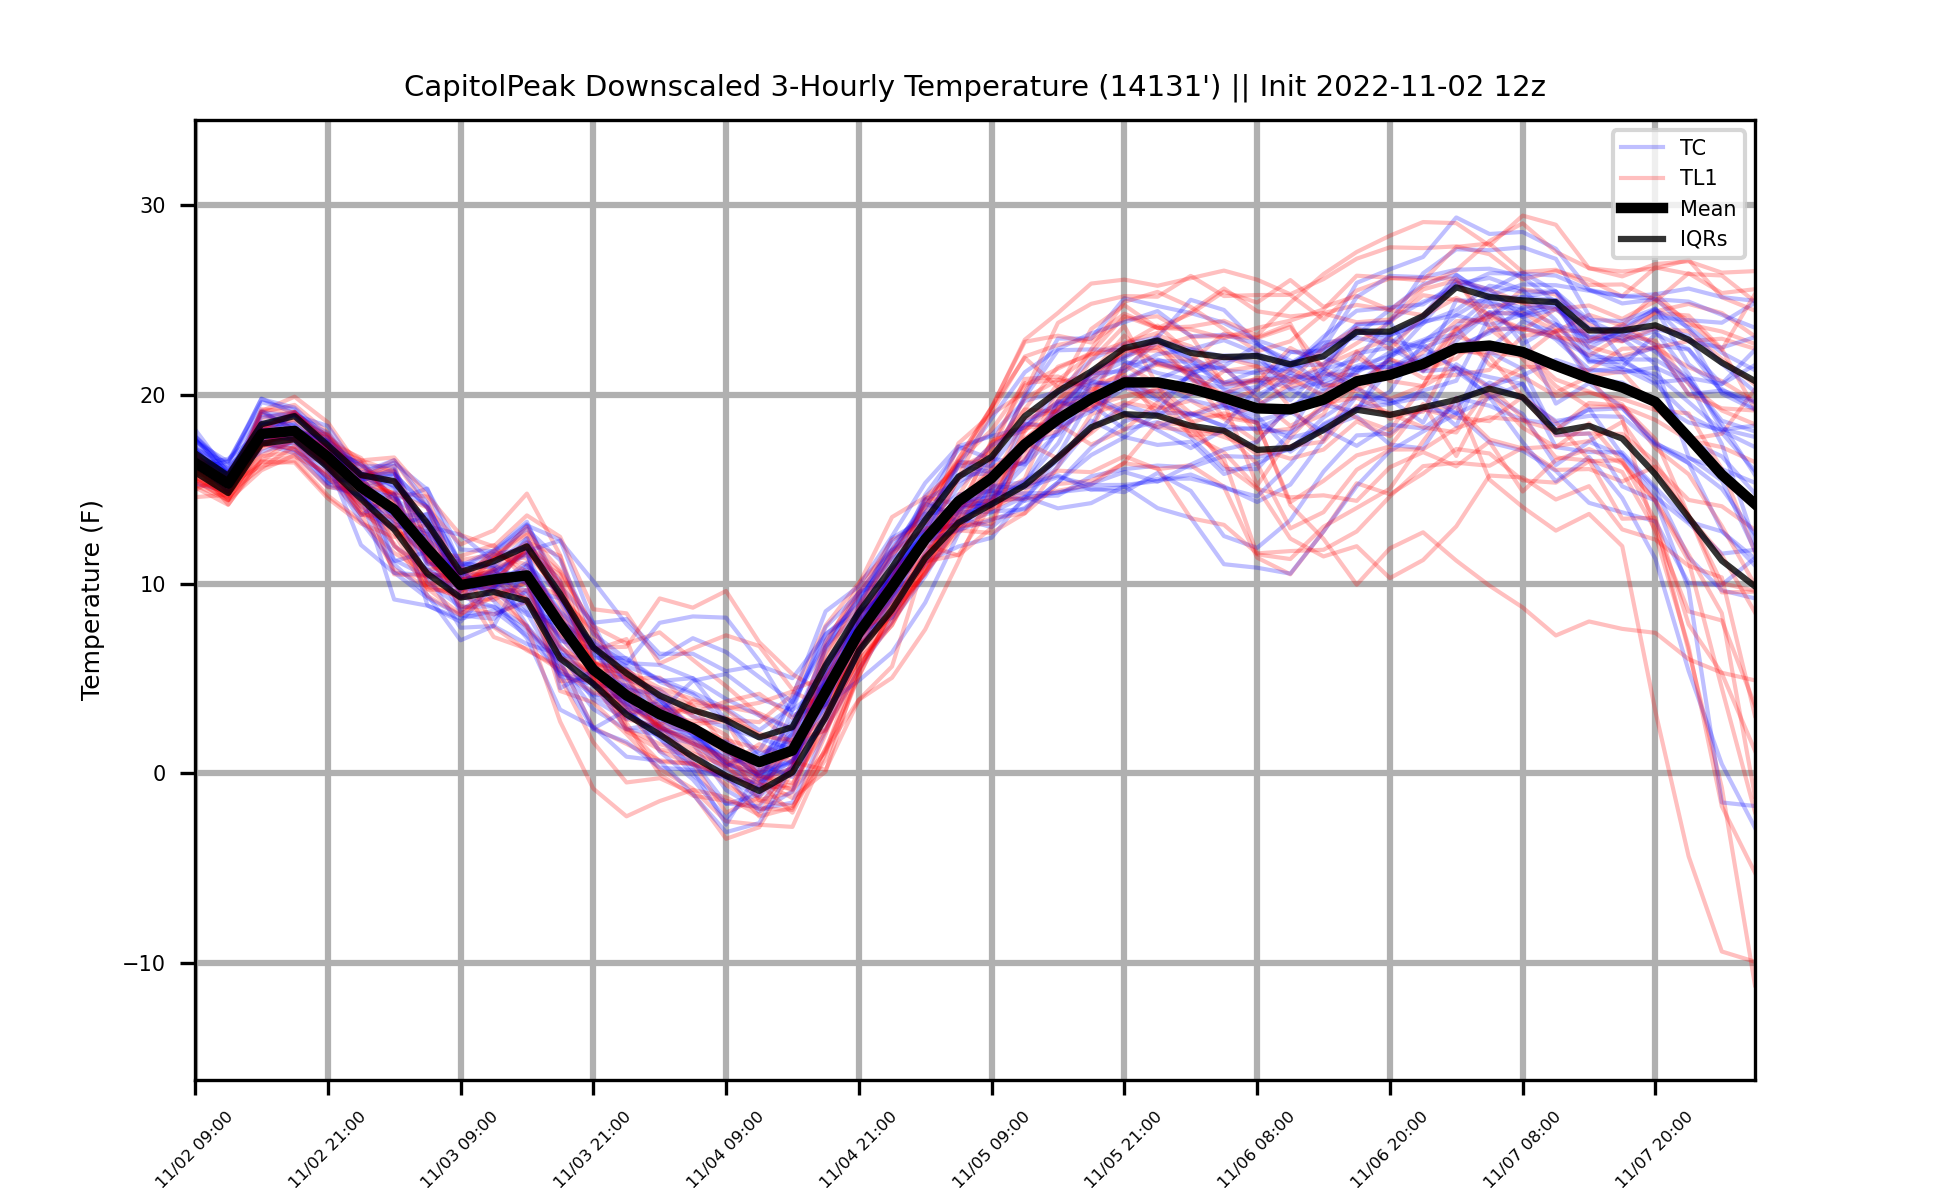 CapitolPeak Downscaled 3-Hourly Temperature (14131') || Init 2022-11-02 12z
TC
TL1
Mean
IQRs
Temperature (F)
30
20
10
0
−10
11/02 09:00
11/02 21:00
11/03 09:00
11/03 21:00
11/04 09:00
11/04 21:00
11/05 09:00
11/05 21:00
11/06 08:00
11/06 20:00
11/07 08:00
11/07 20:00